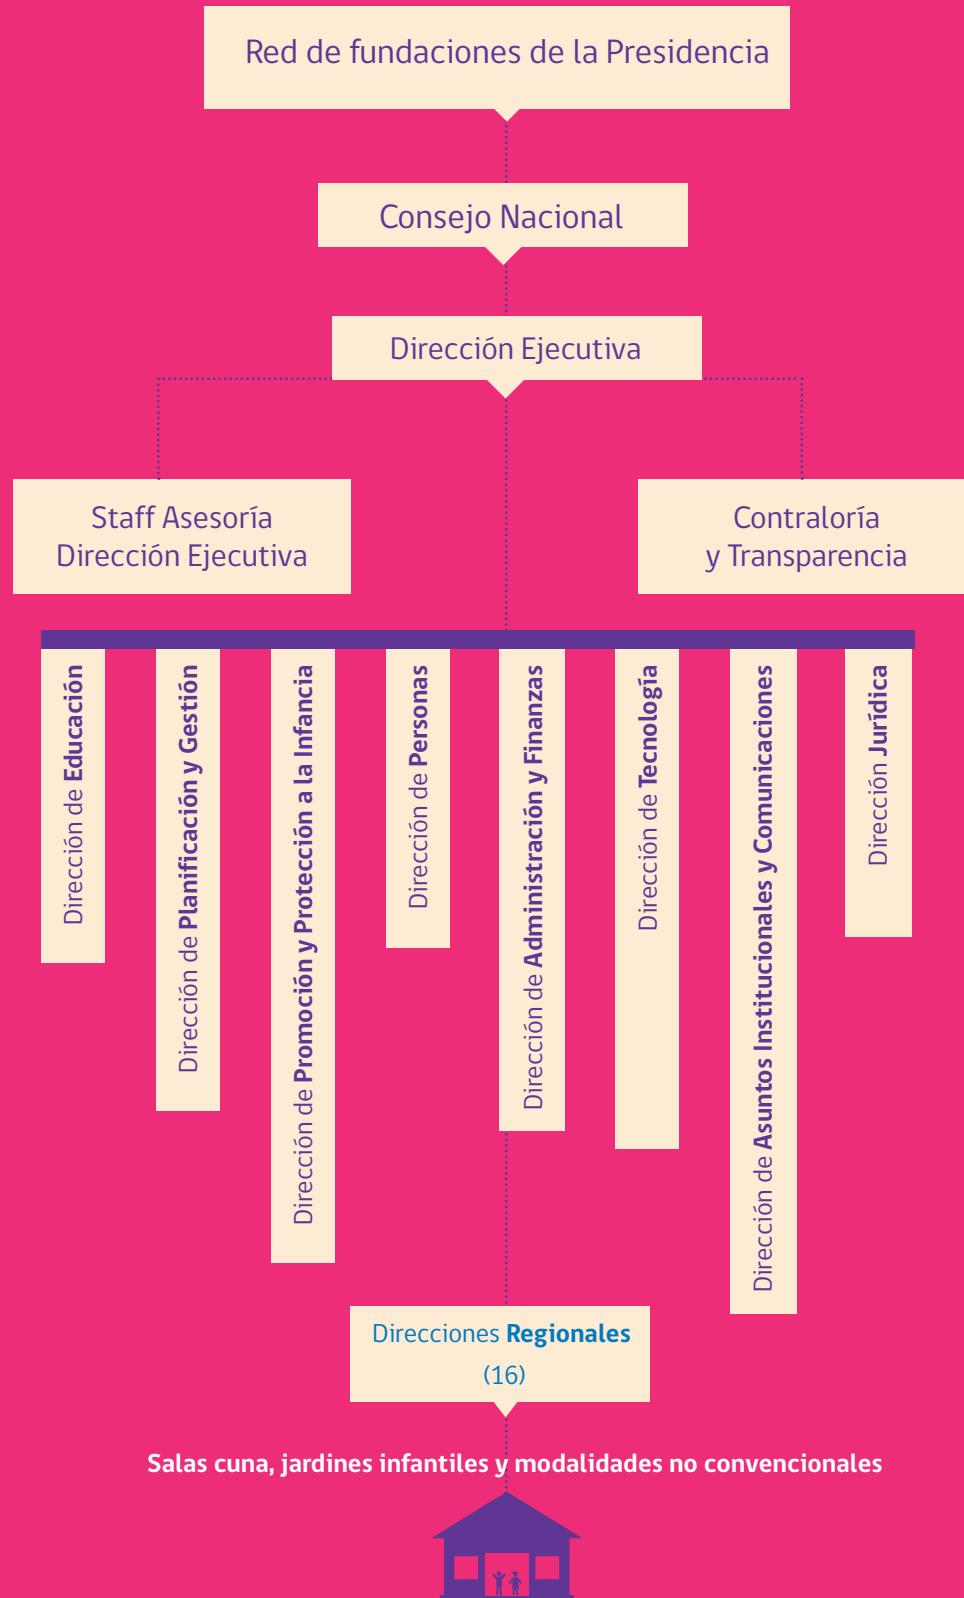 Red de fundaciones de la Presidencia
Consejo Nacional
Dirección Ejecutiva
Staff Asesoría
Dirección Ejecutiva
Contraloría
y Transparencia
Dirección de Educación
Dirección de Planificación y Gestión
Dirección de Promoción y Protección a la Infancia
Dirección de Personas
Dirección de Administración y Finanzas
Dirección de Tecnología
Dirección de Asuntos Institucionales y Comunicaciones
Dirección Jurídica
Direcciones Regionales
(16)
Salas cuna, jardines infantiles y modalidades no convencionales